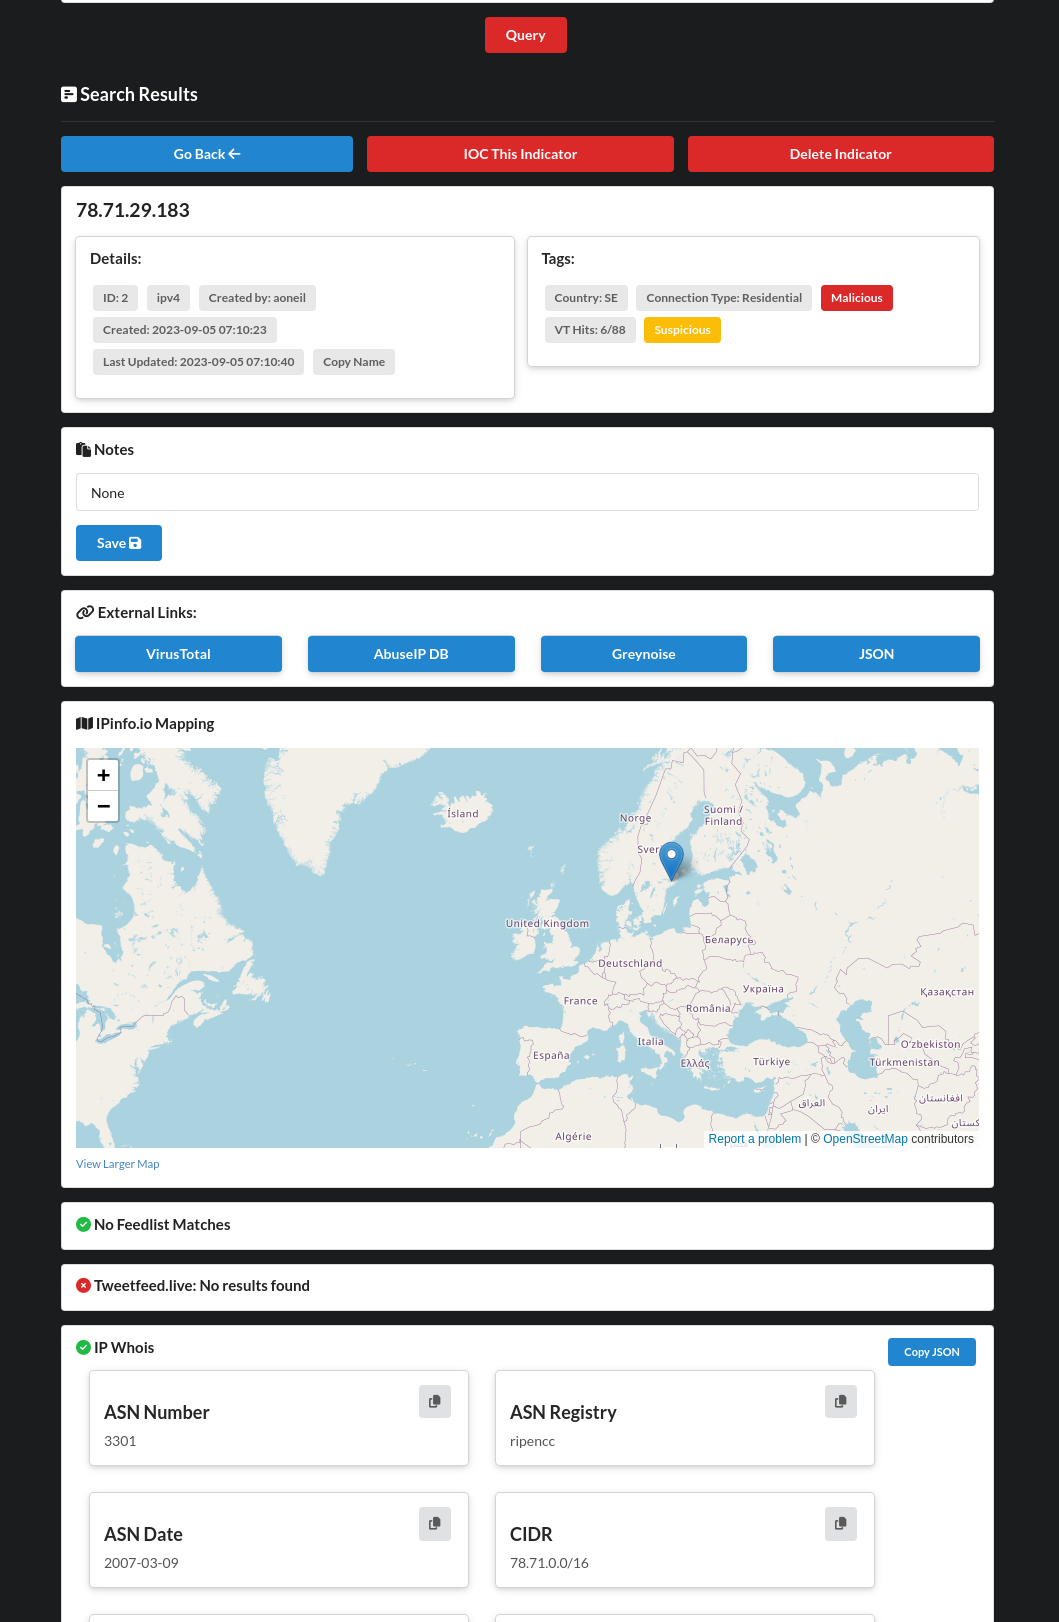 Query
Search Results
Go Back
IOC This Indicator
Delete Indicator
78.71.29.183
Details:
ID: 2
ipv4
Created by: aoneil
Created: 2023-09-05 07:10:23
Last Updated: 2023-09-05 07:10:40
Copy Name
Tags:
Country: SE
Connection Type: Residential
Malicious
VT Hits: 6/88
Suspicious
Notes
None
Save
External Links:
VirusTotal
AbuseIP DB
Greynoise
JSON
IPinfo.io Mapping
+
−
Ísland
Norge
Suomi /
Finland
Sver
United Kingdom
Беларусь
Deutschland
Україна
France
Қазақстан
România
Italia
Oʻzbekiston
España
Ελλάς
Türkiye
Türkmenistan
افغانستان
العراق
ایران
Algérie
Report a problem | © OpenStreetMap contributors
View Larger Map
No Feedlist Matches
Tweetfeed.live: No results found
IP Whois
Copy JSON
ASN Number
3301
ASN Registry
ripencc
ASN Date
2007-03-09
CIDR
78.71.0.0/16